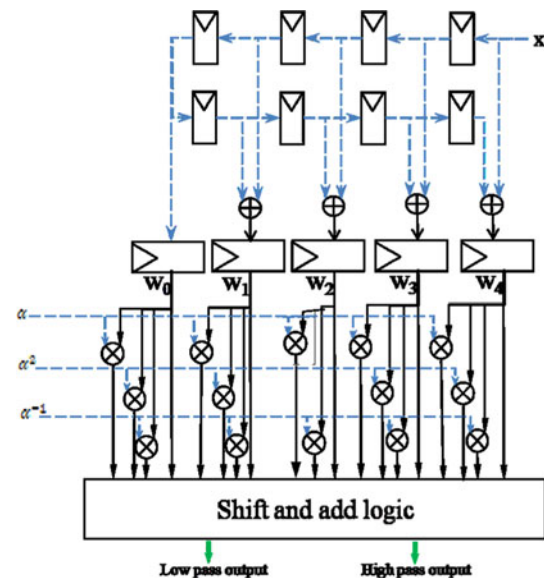 x
W₀ W₁ W₂ W₃ W₄
α
α²
α⁻¹
Shift and add logic
Low pass output High pass output